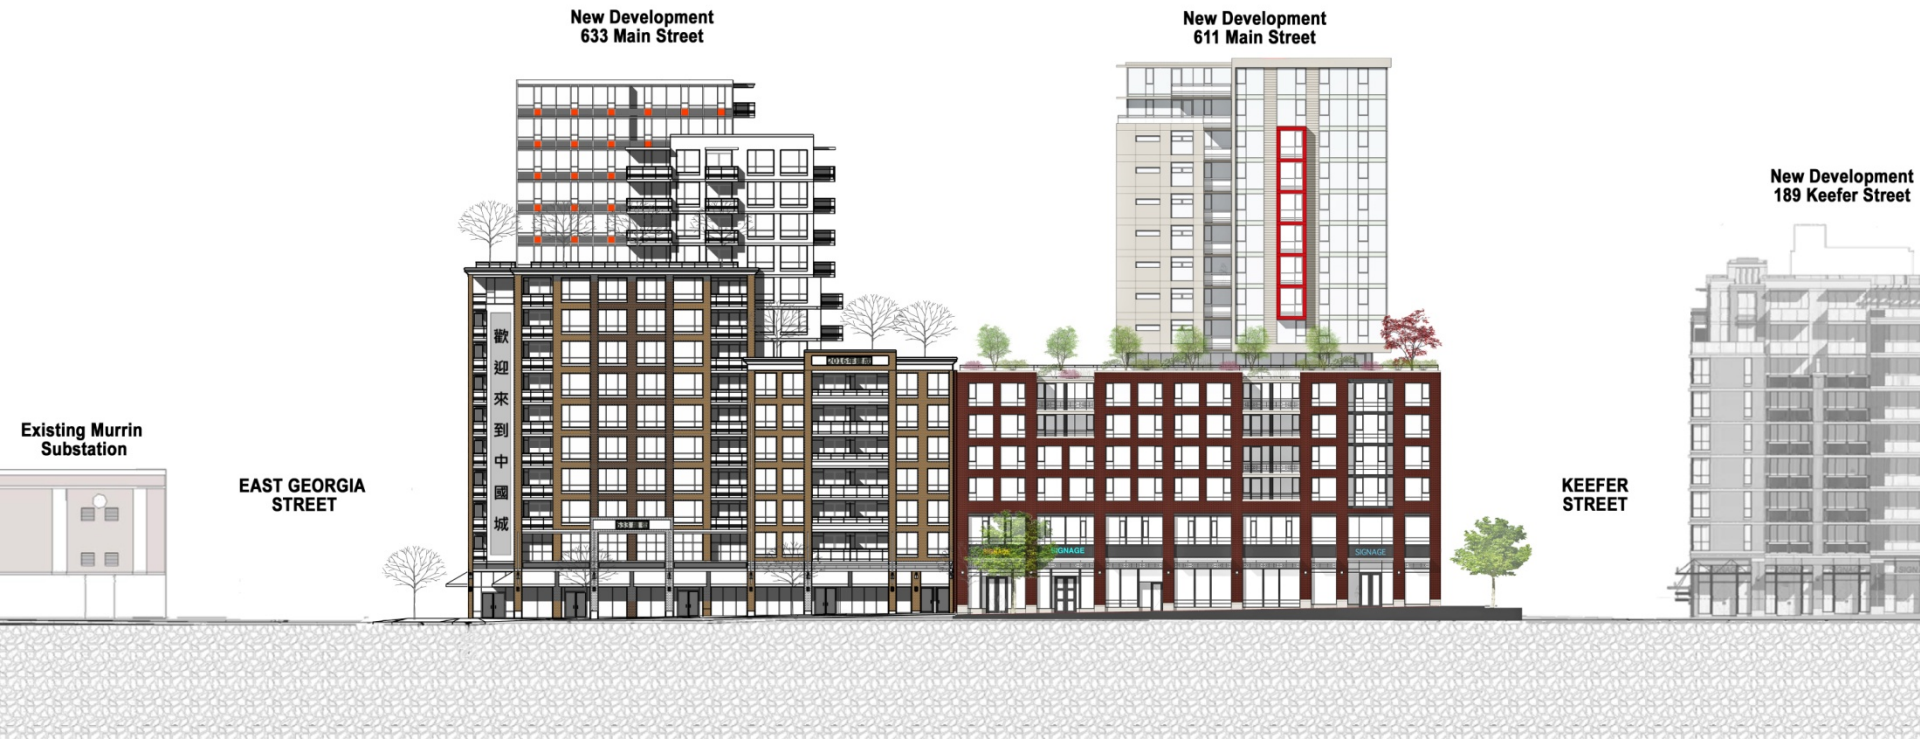 New Development
633 Main Street
New Development
611 Main Street
New Development
189 Keefer Street
Existing Murrin
Substation
EAST GEORGIA
STREET
KEEFER
STREET
歡迎來到中國城
SIGNAGE
SIGNAGE